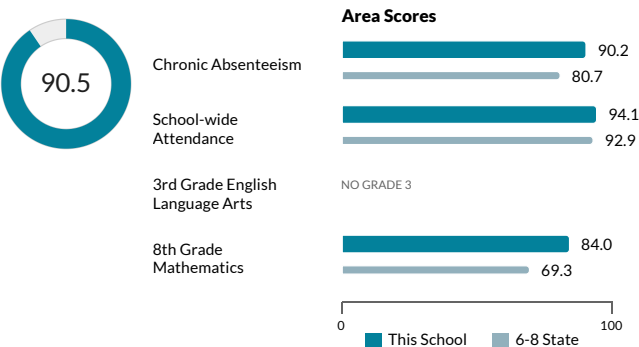 Area Scores
90.5
Chronic Absenteeism
90.2
80.7
School-wide
Attendance
94.1
92.9
3rd Grade English
Language Arts
NO GRADE 3
8th Grade
Mathematics
84.0
69.3
0
100
This School
6-8 State